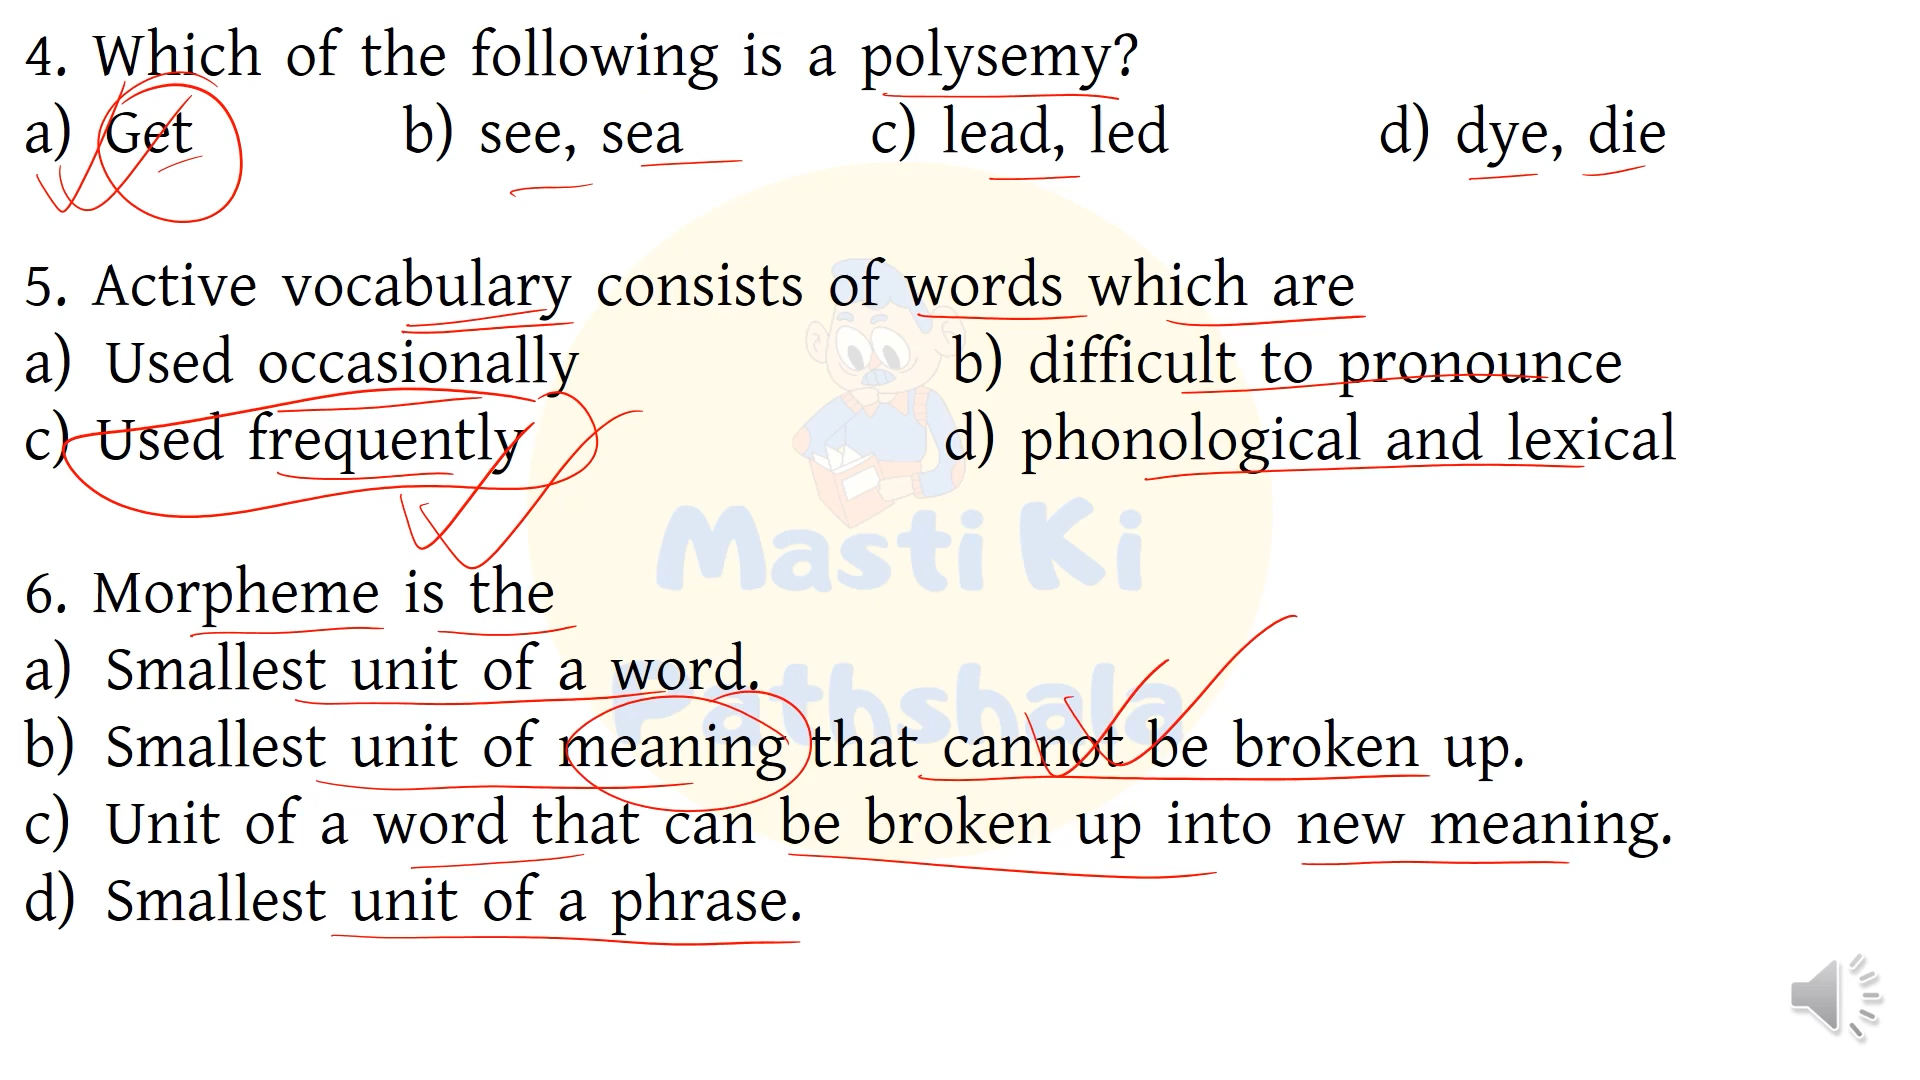 4. Which of the following is a polysemy?
a) Get b) see, sea c) lead, led d) dye, die
5. Active vocabulary consists of words which are
a) Used occasionally b) difficult to pronounce
c) Used frequently d) phonological and lexical
Masti Ki
6. Morpheme is the
a) Smallest unit of a word.
Pathshala
b) Smallest unit of meaning that cannot be broken up.
c) Unit of a word that can be broken up into new meaning.
d) Smallest unit of a phrase.